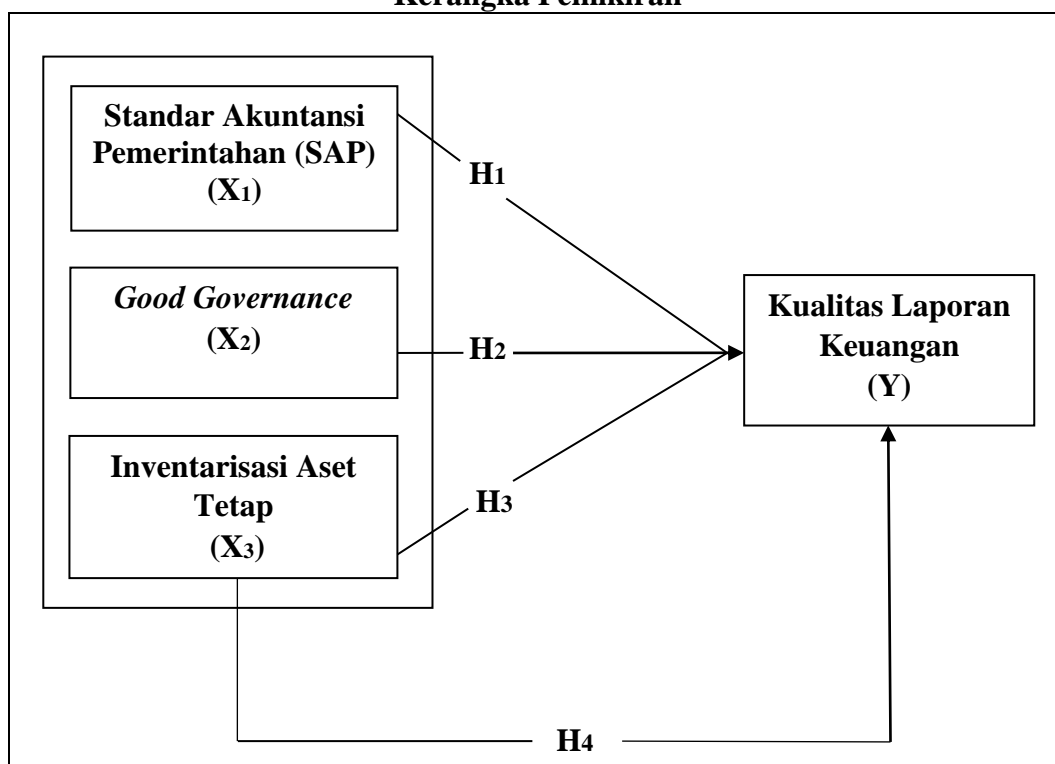 Kerangka Pemikiran
Standar Akuntansi
Pemerintahan (SAP)
(X1)
H1
Good Governance
(X2)
H2
Kualitas Laporan
Keuangan
(Y)
Inventarisasi Aset
Tetap
(X3)
H3
H4